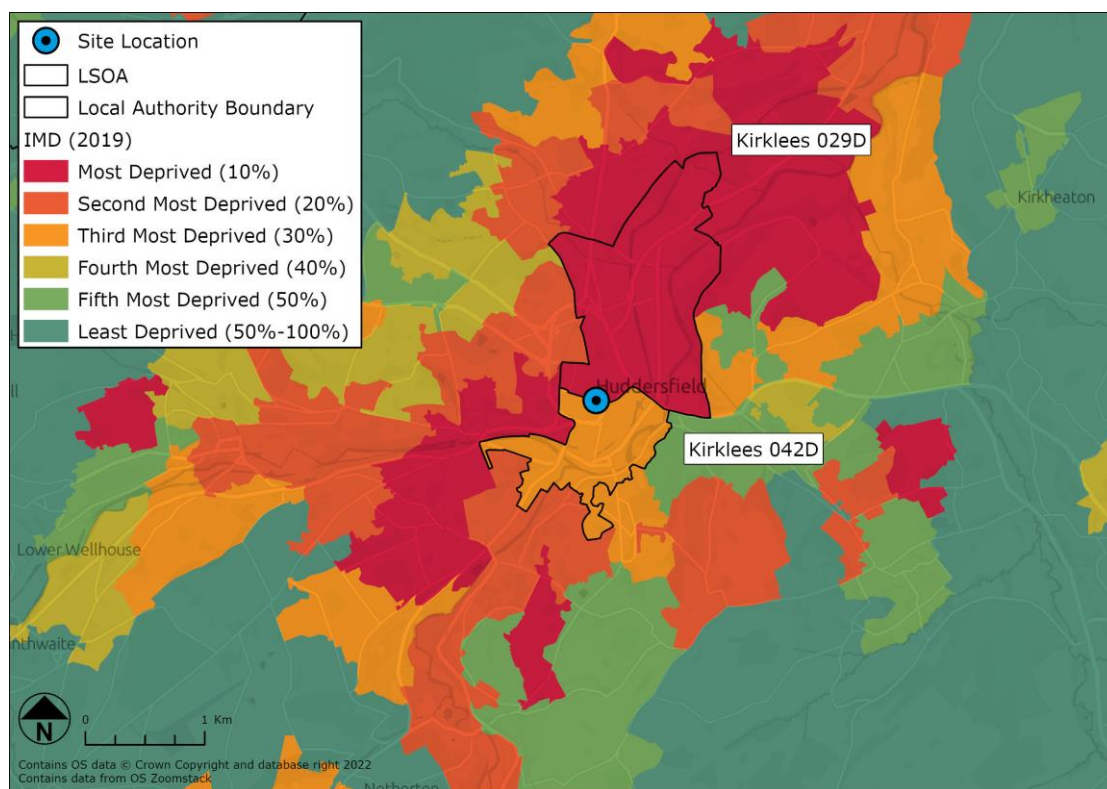 Site Location
LSOA
Local Authority Boundary
IMD (2019)
Most Deprived (10%)
Second Most Deprived (20%)
Third Most Deprived (30%)
Fourth Most Deprived (40%)
Fifth Most Deprived (50%)
Least Deprived (50%-100%)
Kirklees 029D
Kirkheaton
Huddersfield
Kirklees 042D
Lower Wellhouse
nthwaite
N
0 1 Km
Contains OS data © Crown Copyright and database right 2022
Contains data from OS Zoomstack
Netherton